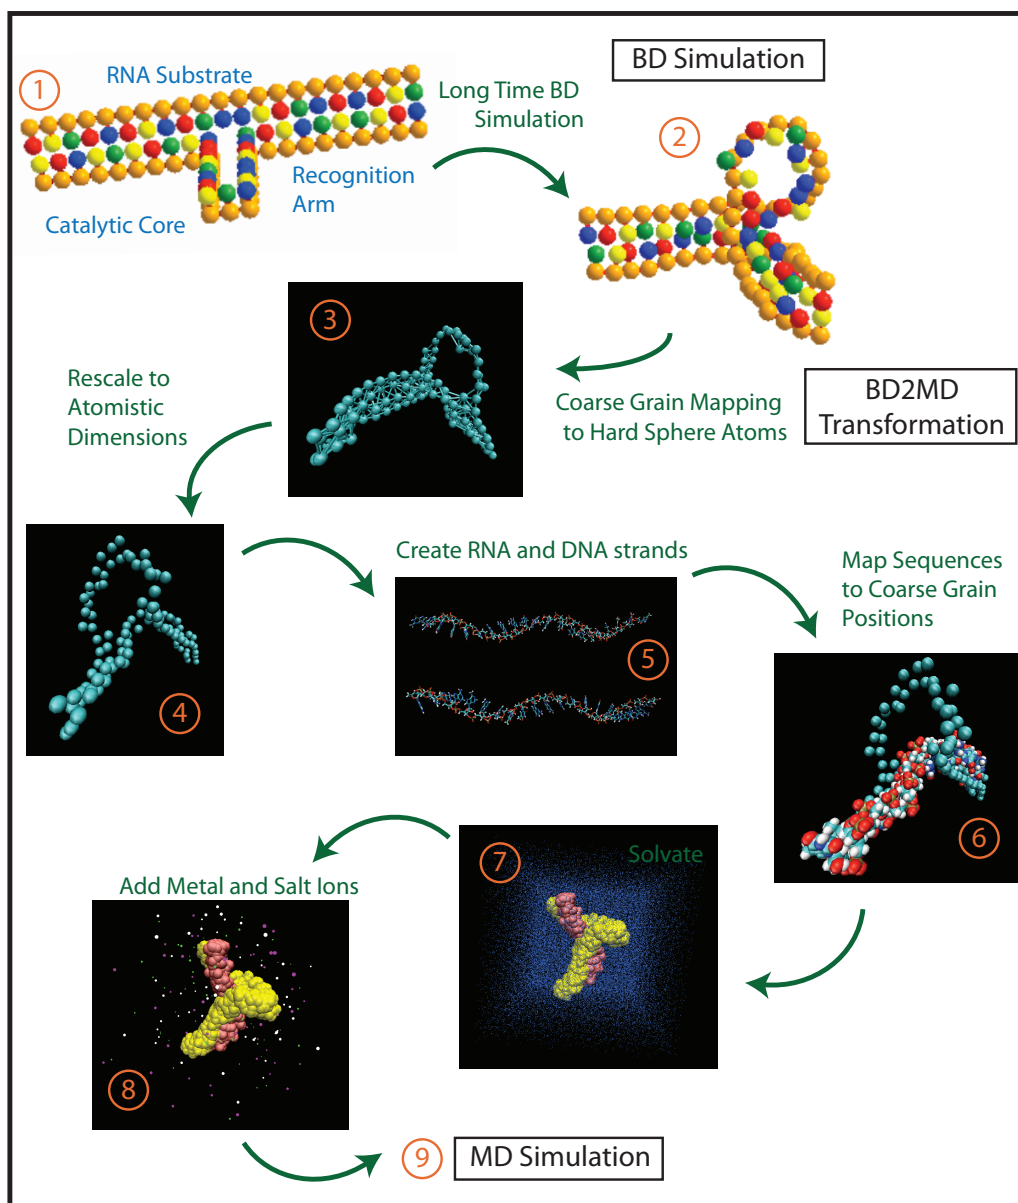 BD Simulation
1
RNA Substrate
Long Time BD
Simulation
2
Recognition
Arm
Catalytic Core
3
Rescale to
Atomistic
Dimensions
BD2MD
Transformation
Coarse Grain Mapping
to Hard Sphere Atoms
4
Create RNA and DNA strands
5
Map Sequences
to Coarse Grain
Positions
6
7
Solvate
Add Metal and Salt Ions
8
9
MD Simulation